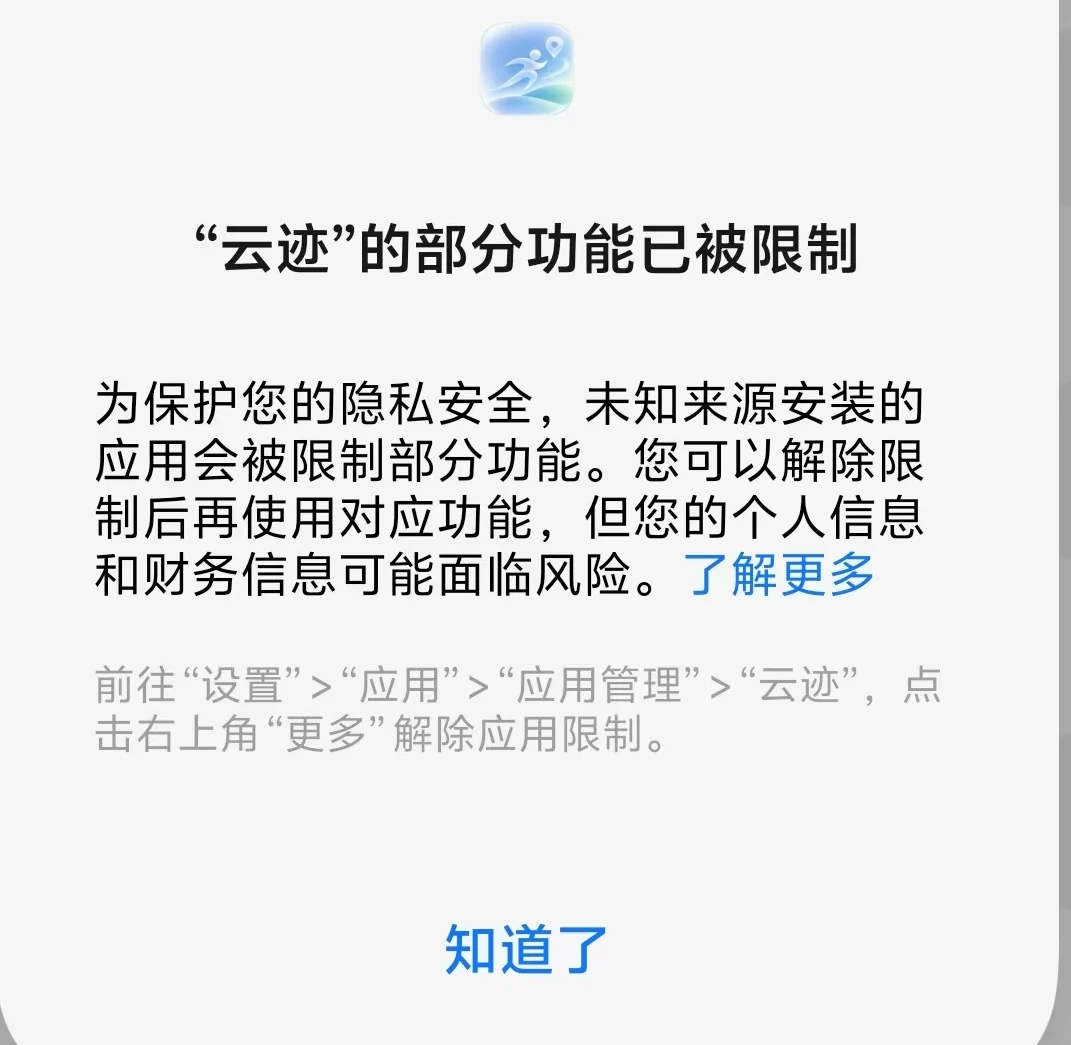 “云迹”的部分功能已被限制
为保护您的隐私安全，未知来源安装的
应用会被限制部分功能。您可以解除限
制后再使用对应功能，但您的个人信息
和财务信息可能面临风险。了解更多
前往“设置”>“应用”>“应用管理”>“云迹”，点
击右上角“更多”解除应用限制。
知道了